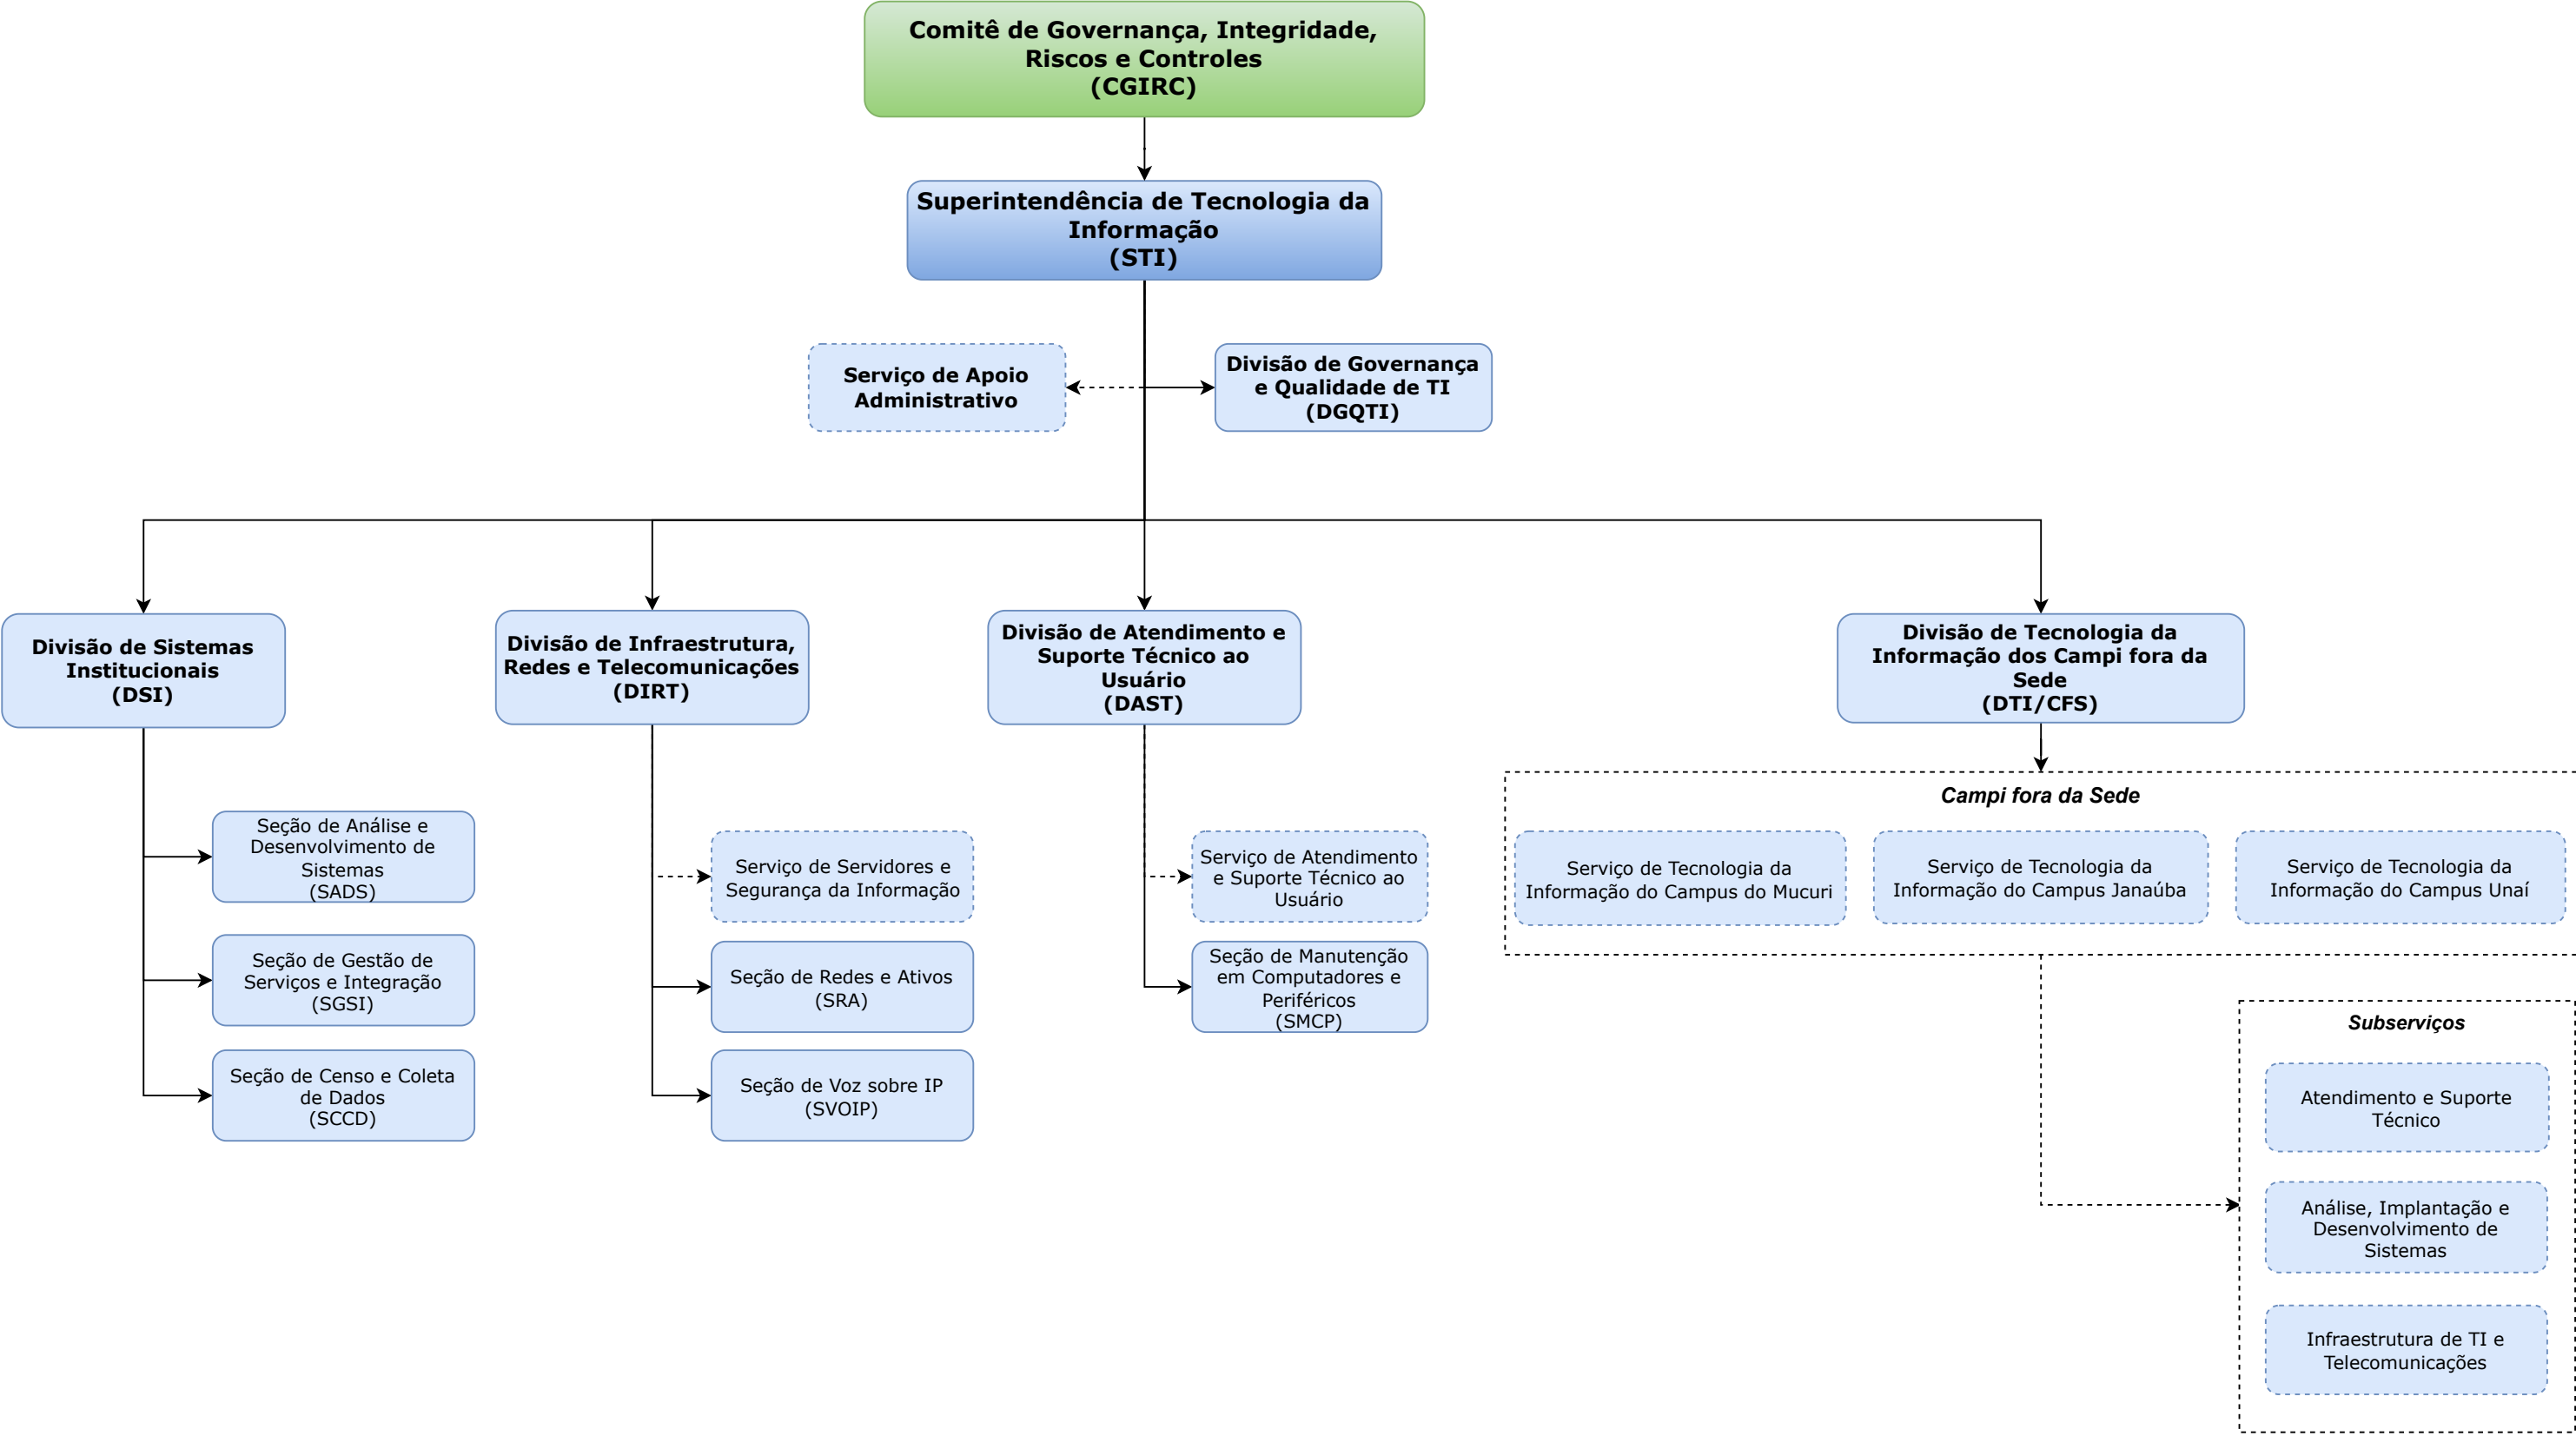 Comitê de Governança, Integridade,
Riscos e Controles
(CGIRC)
Superintendência de Tecnologia da
Informação
(STI)
Serviço de Apoio
Administrativo
Divisão de Governança
e Qualidade de TI
(DGQTI)
Divisão de Sistemas
Institucionais
(DSI)
Divisão de Infraestrutura,
Redes e Telecomunicações
(DIRT)
Divisão de Atendimento e
Suporte Técnico ao
Usuário
(DAST)
Divisão de Tecnologia da
Informação dos Campi fora da
Sede
(DTI/CFS)
Seção de Análise e
Desenvolvimento de
Sistemas
(SADS)
Seção de Gestão de
Serviços e Integração
(SGSI)
Seção de Censo e Coleta
de Dados
(SCCD)
Serviço de Servidores e
Segurança da Informação
Seção de Redes e Ativos
(SRA)
Seção de Voz sobre IP
(SVOIP)
Serviço de Atendimento
e Suporte Técnico ao
Usuário
Seção de Manutenção
em Computadores e
Periféricos
(SMCP)
Campi fora da Sede
Serviço de Tecnologia da
Informação do Campus do Mucuri
Serviço de Tecnologia da
Informação do Campus Janaúba
Serviço de Tecnologia da
Informação do Campus Unaí
Subserviços
Atendimento e Suporte
Técnico
Análise, Implantação e
Desenvolvimento de
Sistemas
Infraestrutura de TI e
Telecomunicações